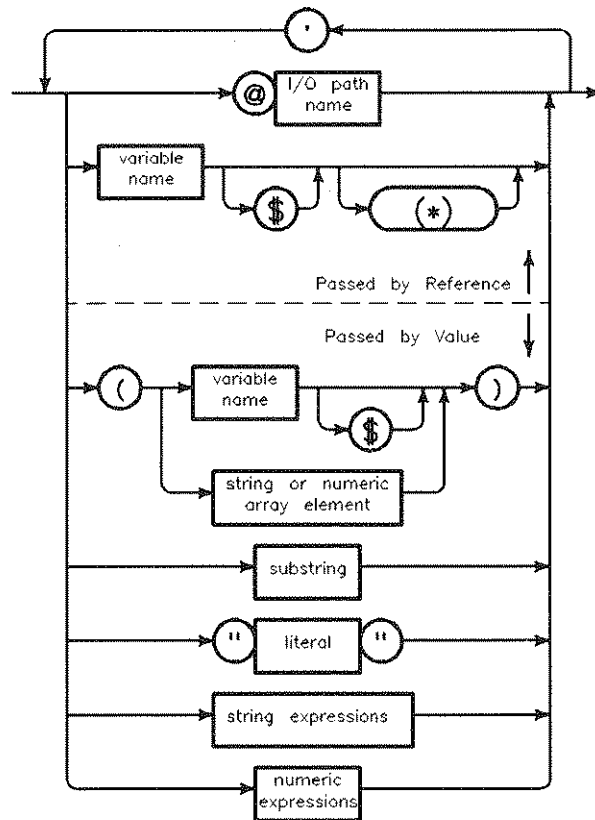 ,
@ I/O path
name
variable
name
$
(*)
Passed by Reference
Passed by Value
(
variable
name
)
$
string or numeric
array element
substring
" literal "
string expressions
numeric
expressions